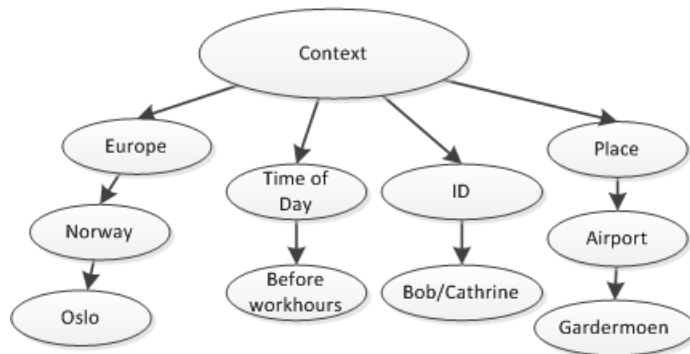 Context
Europe
Place
Time of
Day
ID
Norway
Airport
Before
workhours
Bob/Cathrine
Oslo
Gardermoen